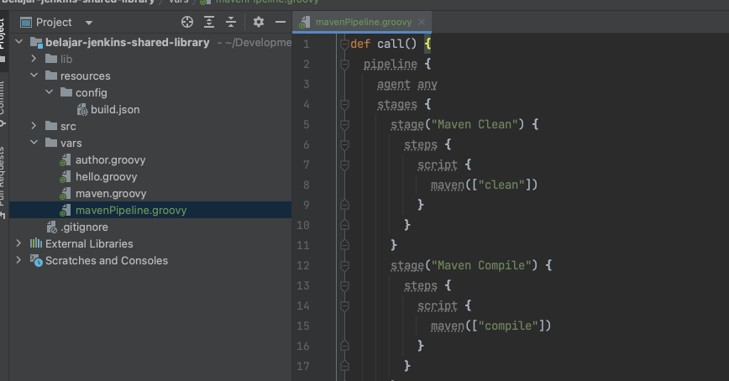 belajar-jenkins-shared-library vars mavenPipeline.groovy
Project
Project
Commit
Pull Requests
belajar-jenkins-shared-library - ~/Developme
lib
resources
config
build.json
src
vars
author.groovy
hello.groovy
maven.groovy
mavenPipeline.groovy
.gitignore
External Libraries
Scratches and Consoles
mavenPipeline.groovy
1 def call() {
2 pipeline {
3 agent any
4 stages {
5 stage("Maven Clean") {
6 steps {
7 script {
8 maven(["clean"])
9 }
10 }
11 }
12 stage("Maven Compile") {
13 steps {
14 script {
15 maven(["compile"])
16 }
17 }